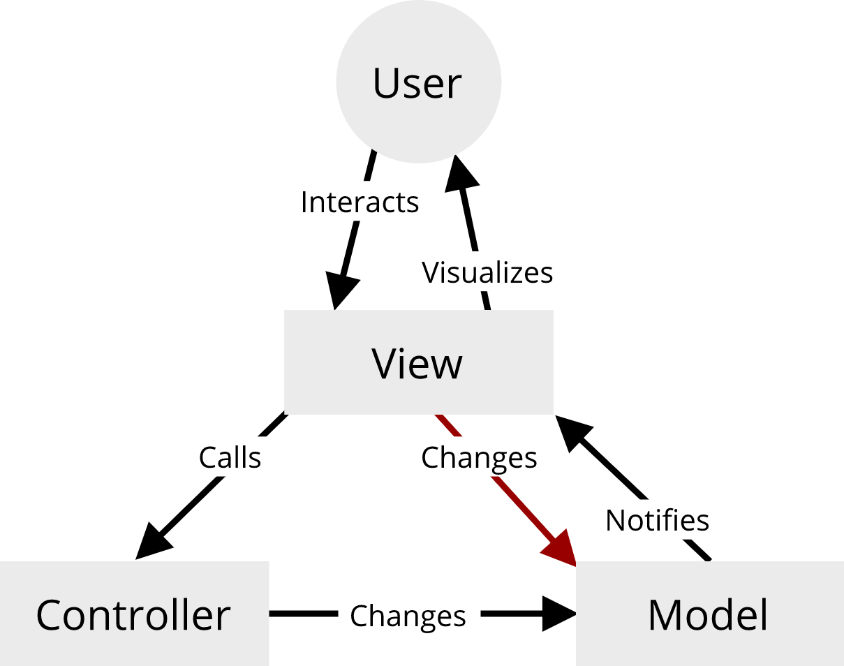 User
Interacts
Visualizes
View
Calls
Changes
Notifies
Controller
Changes
Model